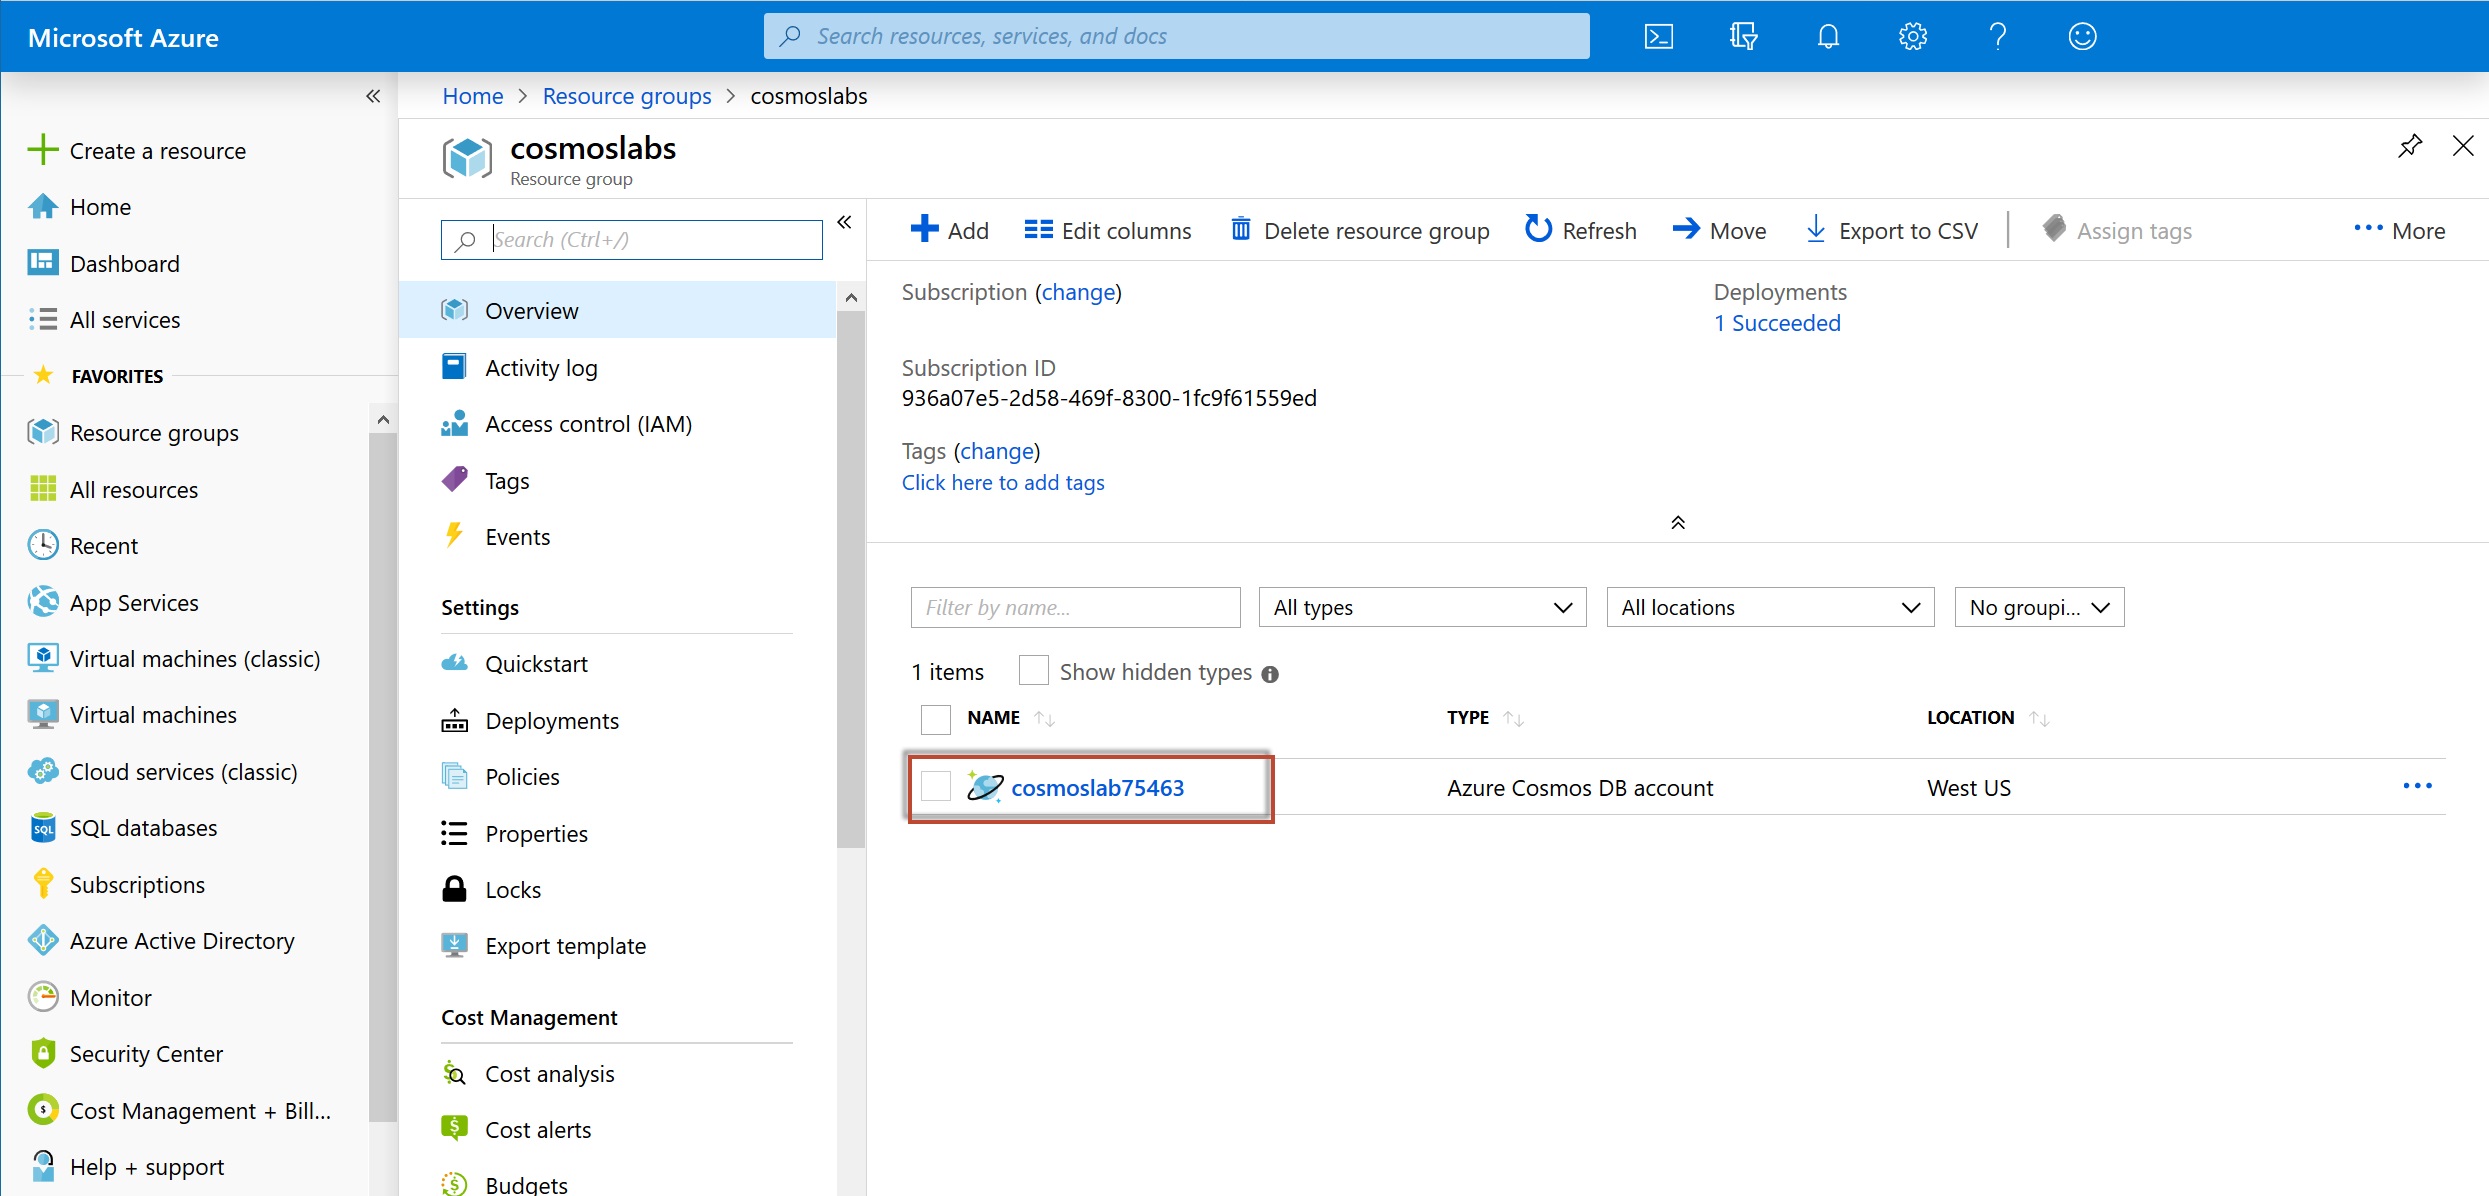 Microsoft Azure
Search resources, services, and docs
Home > Resource groups > cosmoslabs
cosmoslabs
Resource group
Create a resource
Home
Dashboard
All services
FAVORITES
Resource groups
All resources
Recent
App Services
Virtual machines (classic)
Virtual machines
Cloud services (classic)
SQL databases
Subscriptions
Azure Active Directory
Monitor
Security Center
Cost Management + Bill...
Help + support
Search (Ctrl+/)
Overview
Activity log
Access control (IAM)
Tags
Events
Settings
Quickstart
Deployments
Policies
Properties
Locks
Export template
Cost Management
Cost analysis
Cost alerts
Budgets
Add Edit columns Delete resource group Refresh Move Export to CSV Assign tags More
Subscription (change)
Deployments
1 Succeeded
Subscription ID
936a07e5-2d58-469f-8300-1fc9f61559ed
Tags (change)
Click here to add tags
Filter by name... All types All locations No groupi...
1 items Show hidden types
NAME TYPE LOCATION
cosmoslab75463 Azure Cosmos DB account West US